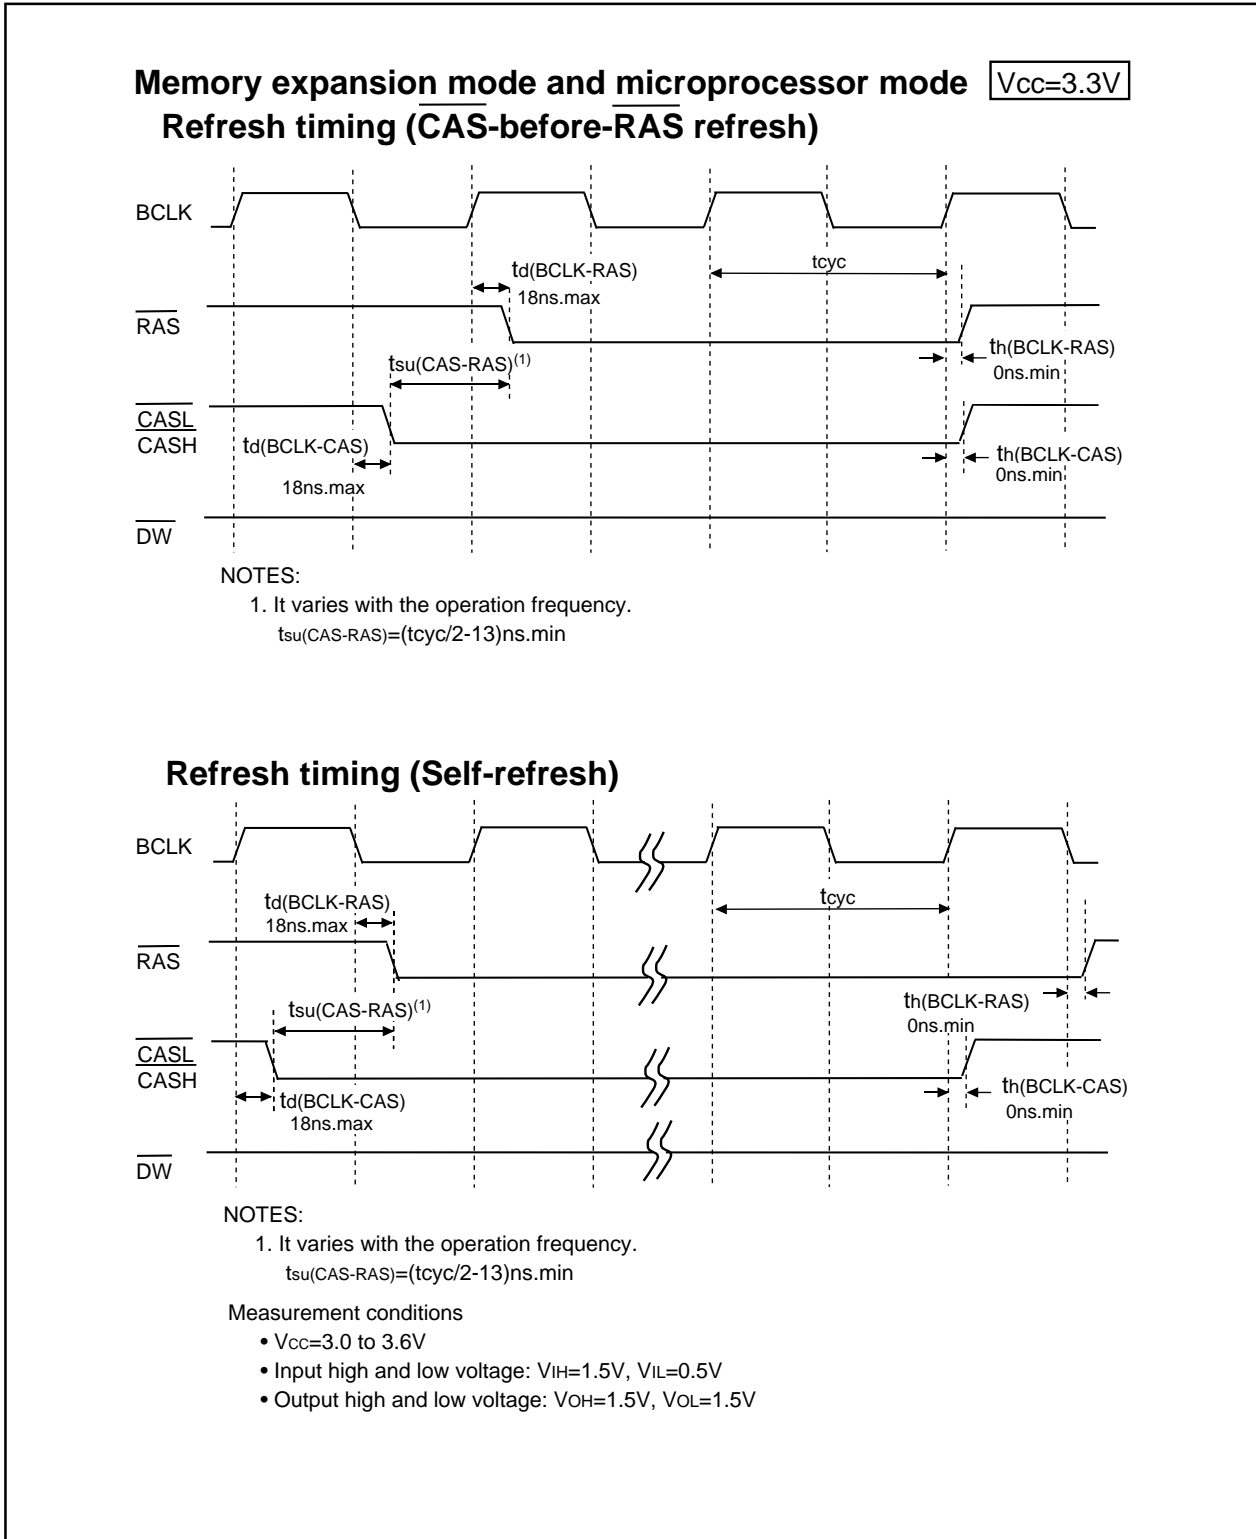 Memory expansion mode and microprocessor mode Vcc=3.3V
Refresh timing (CAS-before-RAS refresh)
BCLK
tcyc
td(BCLK-RAS)
18ns.max
RAS
th(BCLK-RAS)
0ns.min
tsu(CAS-RAS)(1)
CASL
CASH
td(BCLK-CAS)
18ns.max
th(BCLK-CAS)
0ns.min
DW
NOTES:
1. It varies with the operation frequency.
tsu(CAS-RAS)=(tcyc/2-13)ns.min
Refresh timing (Self-refresh)
BCLK
td(BCLK-RAS)
18ns.max
tcyc
RAS
tsu(CAS-RAS)(1)
th(BCLK-RAS)
0ns.min
CASL
CASH
td(BCLK-CAS)
18ns.max
th(BCLK-CAS)
0ns.min
DW
NOTES:
1. It varies with the operation frequency.
tsu(CAS-RAS)=(tcyc/2-13)ns.min
Measurement conditions
• VCC=3.0 to 3.6V
• Input high and low voltage: VIH=1.5V, VIL=0.5V
• Output high and low voltage: VOH=1.5V, VOL=1.5V